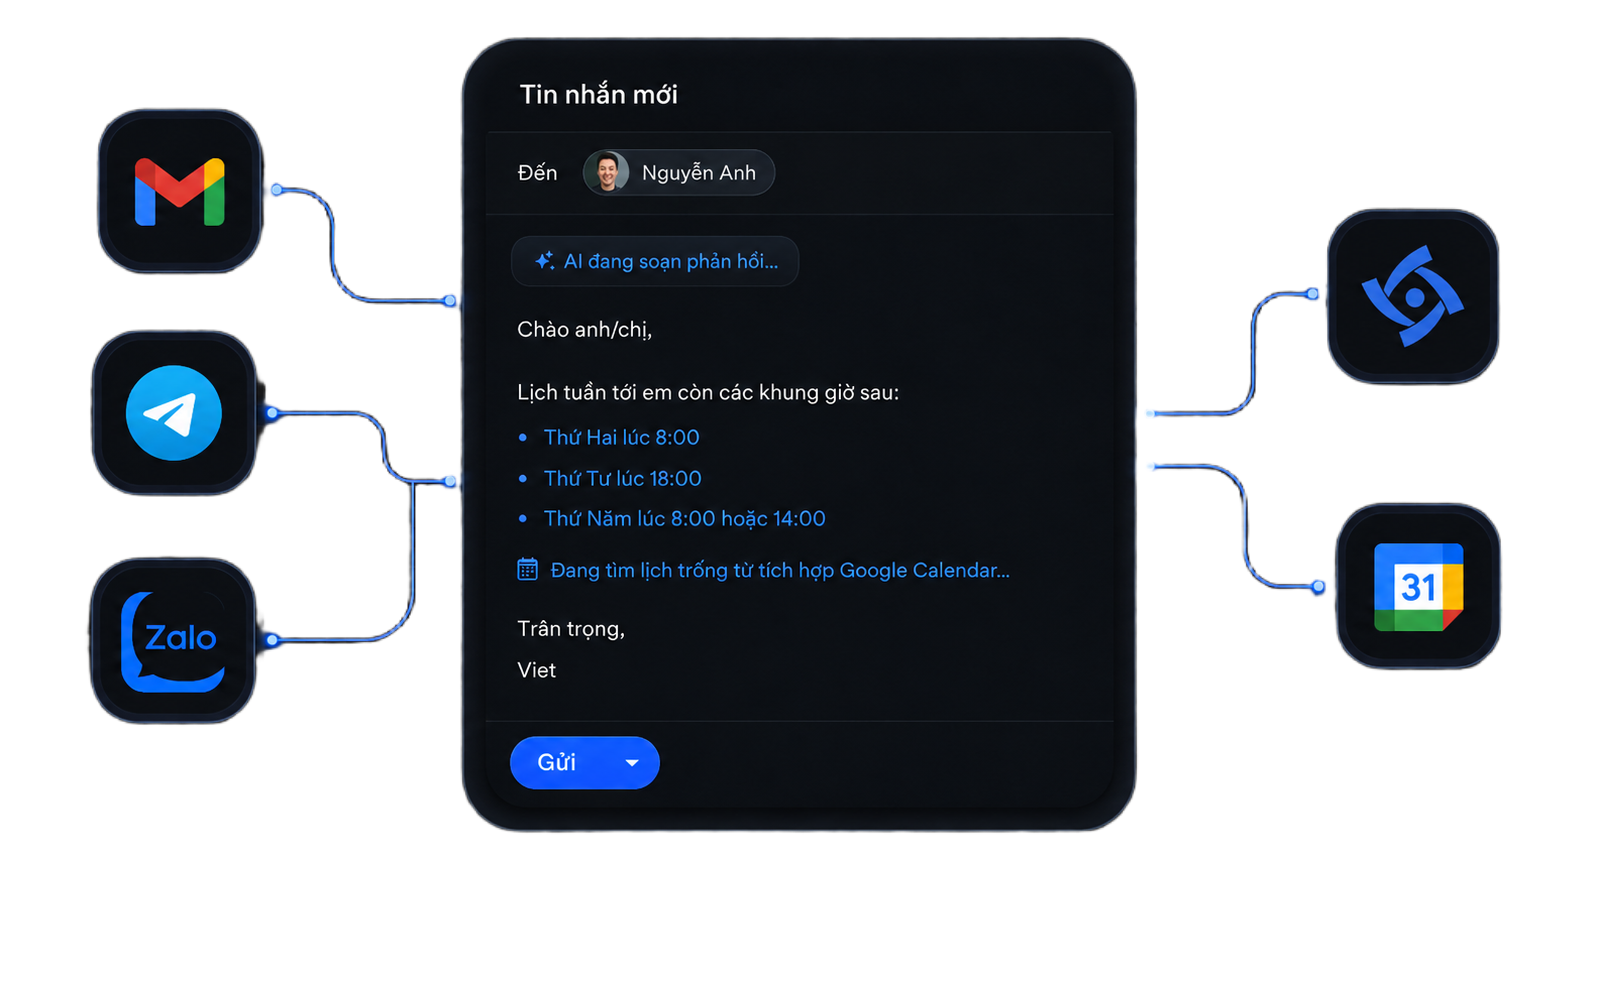 Tin nhắn mới
Đến Nguyễn Anh
AI đang soạn phản hồi...
Chào anh/chị,
Lịch tuần tới em còn các khung giờ sau:
• Thứ Hai lúc 8:00
• Thứ Tư lúc 18:00
• Thứ Năm lúc 8:00 hoặc 14:00
Đang tìm lịch trống từ tích hợp Google Calendar...
Trân trọng,
Viet
Gửi
Zalo
31